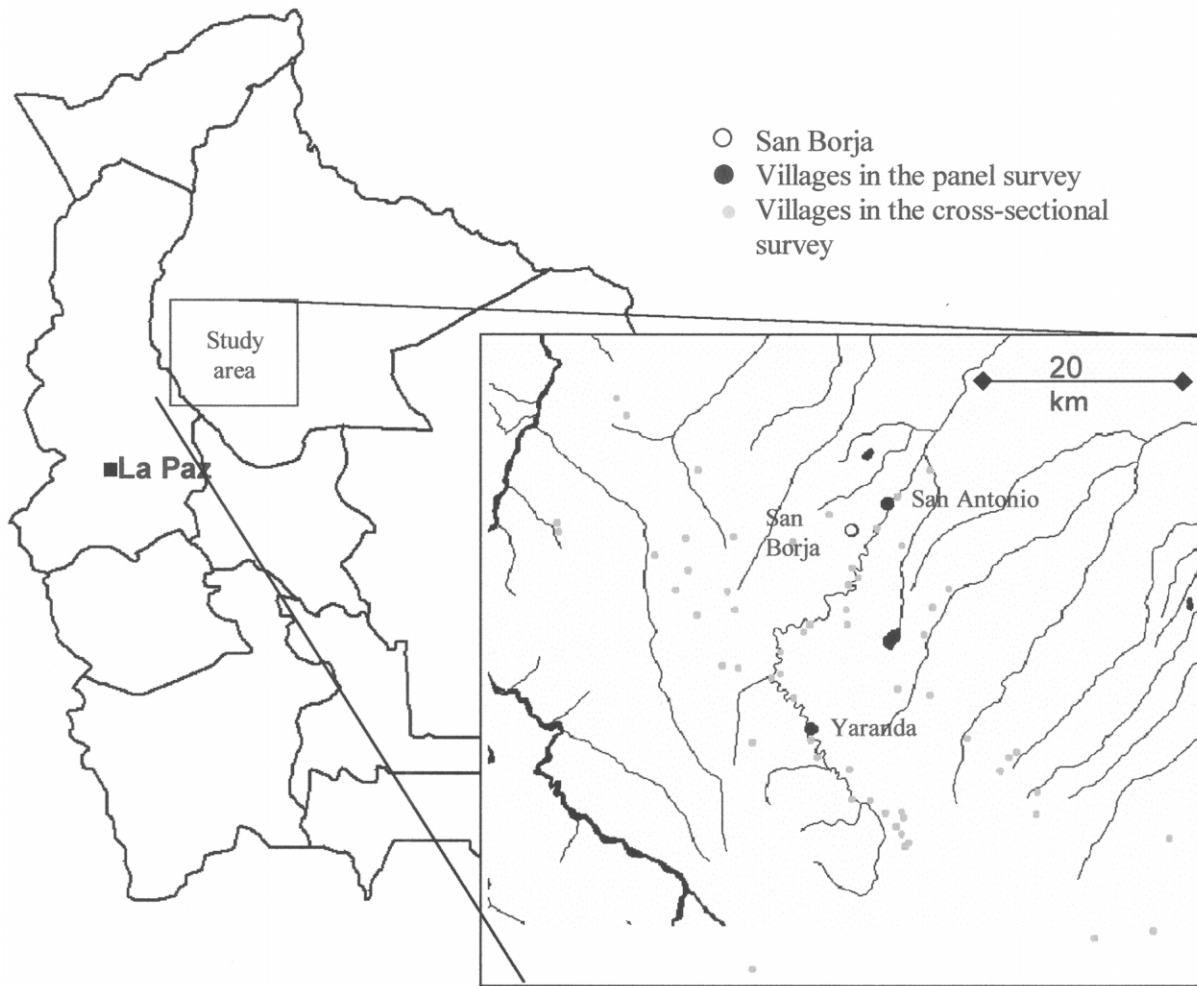 San Borja
Villages in the panel survey
Villages in the cross-sectional
survey
Study
area
La Paz
20
km
San Antonio
San
Borja
Yaranda